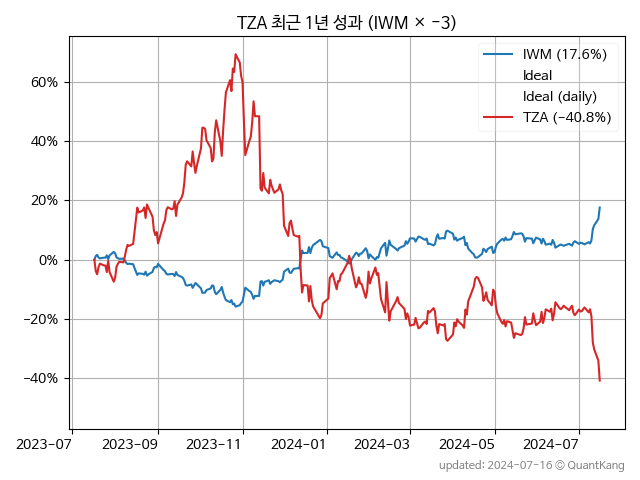 TZA 최근 1년 성과 (IWM × −3)
IWM (17.6%)
Ideal
Ideal (daily)
TZA (−40.8%)
60%
40%
20%
0%
−20%
−40%
2023−07 2023−09 2023−11 2024−01 2024−03 2024−05 2024−07
updated: 2024−07−16 © QuantKang